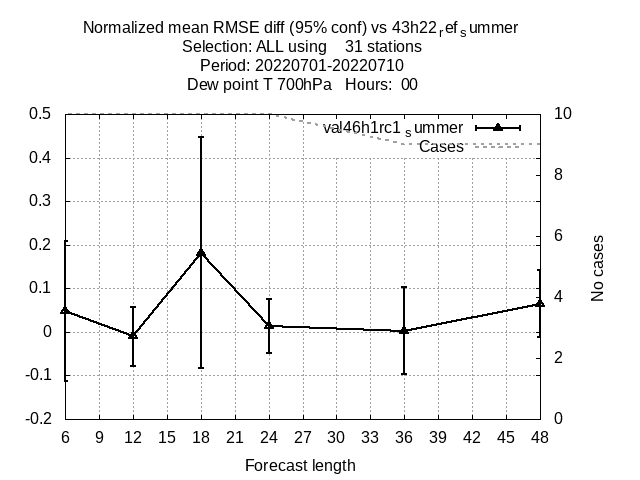 Normalized mean RMSE diff (95% conf) vs 43h22refsummer
Selection: ALL using 31 stations
Period: 20220701-20220710
Dew point T 700hPa Hours: 00
0.5
0.4
0.3
0.2
0.1
0
-0.1
-0.2
10
8
6
4
2
0
val46h1rc1summer
Cases
No cases
6 9 12 15 18 21 24 27 30 33 36 39 42 45 48
Forecast length